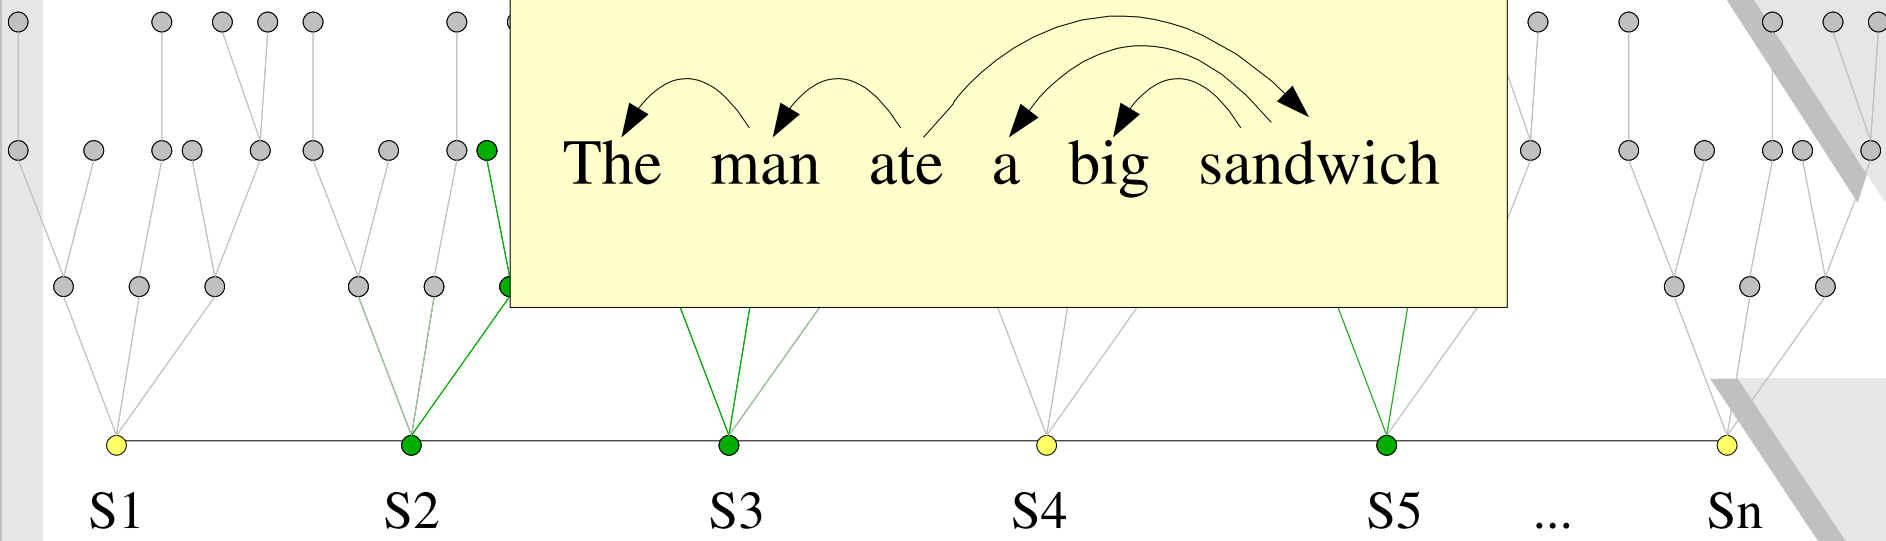 The man ate a big sandwich
S1 S2 S3 S4 S5 ... Sn